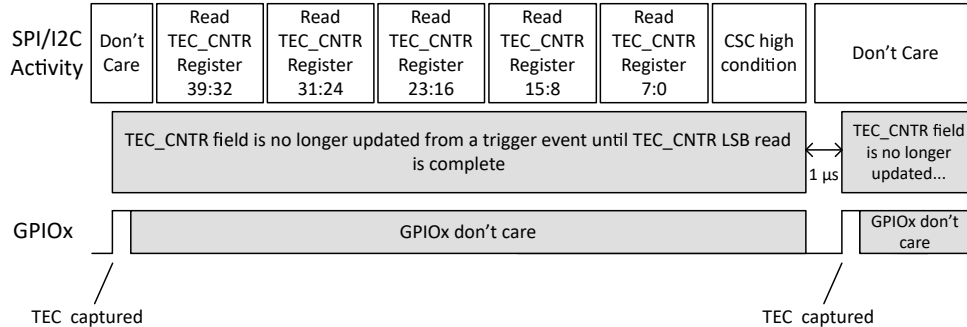 SPI/I2C
Activity
Don't
Care
Read
TEC_CNTR
Register
39:32
Read
TEC_CNTR
Register
31:24
Read
TEC_CNTR
Register
23:16
Read
TEC_CNTR
Register
15:8
Read
TEC_CNTR
Register
7:0
CSC high
condition
Don't Care
TEC_CNTR field is no longer updated from a trigger event until TEC_CNTR LSB read
is complete
1 µs
TEC_CNTR field
is no longer
updated...
GPIOx
GPIOx don't care
GPIOx don't
care
TEC captured
TEC captured